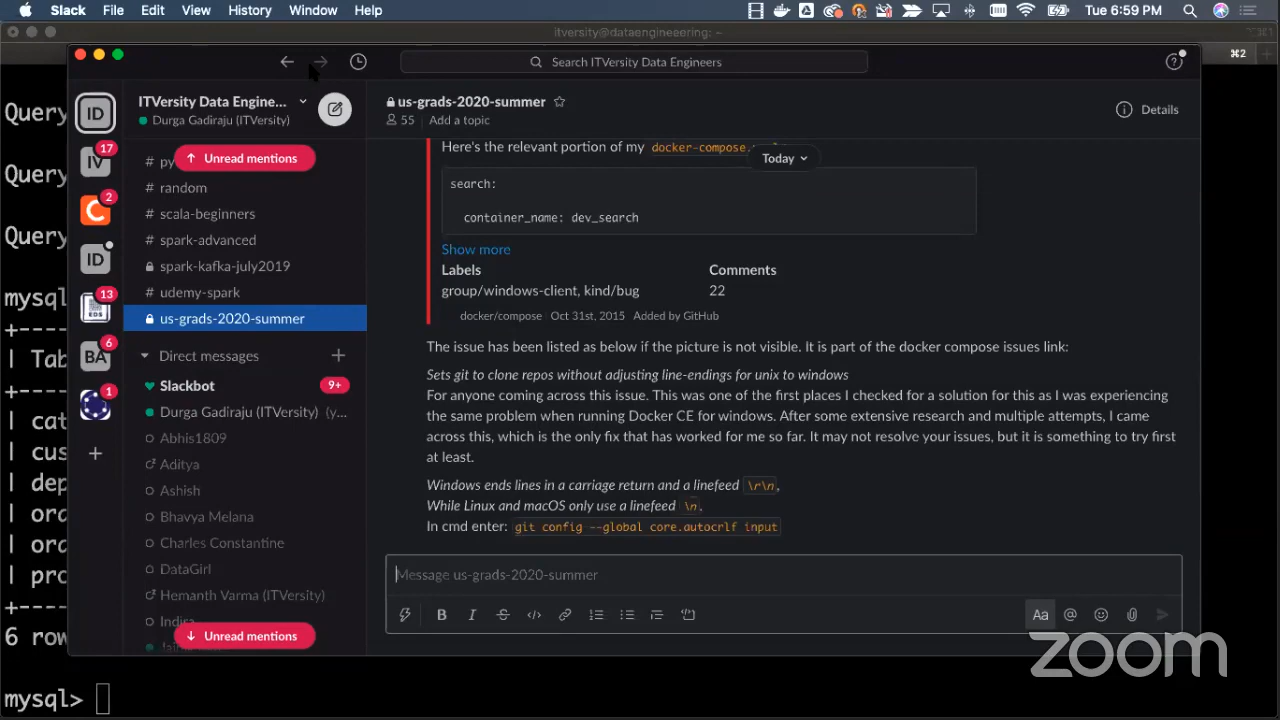 Slack File Edit View History Window Help Tue 6:59 PM
itversity@dataengineeering: ~
⌘1
⌘2
Search ITVersity Data Engineers
ITVersity Data Engine...
Durga Gadiraju (ITVersity)
ID
IV
17
C
2
ID
EDS
13
BA
6
1
+
# py
↑ Unread mentions
# random
# scala-beginners
# spark-advanced
spark-kafka-july2019
# udemy-spark
us-grads-2020-summer
Direct messages +
Slackbot 9+
Durga Gadiraju (ITVersity) (y...
Abhis1809
Aditya
Ashish
Bhavya Melana
Charles Constantine
DataGirl
Hemanth Varma (ITVersity)
Indira
↓ Unread mentions
us-grads-2020-summer
55 Add a topic
Details
Here's the relevant portion of my docker-compose.
Today
search:
container_name: dev_search
Show more
Labels Comments
group/windows-client, kind/bug 22
docker/compose Oct 31st, 2015 Added by GitHub
The issue has been listed as below if the picture is not visible. It is part of the docker compose issues link:
Sets git to clone repos without adjusting line-endings for unix to windows
For anyone coming across this issue. This was one of the first places I checked for a solution for this as I was experiencing
the same problem when running Docker CE for windows. After some extensive research and multiple attempts, I came
across this, which is the only fix that has worked for me so far. It may not resolve your issues, but it is something to try first
at least.
Windows ends lines in a carriage return and a linefeed \r\n,
While Linux and macOS only use a linefeed \n.
In cmd enter: git config --global core.autocrlf input
Message us-grads-2020-summer
B I Aa @
Query
Query
Query
mysql
+----
| Tab
+----
| cat
| cus
| dep
| ord
| ord
| pro
+----
6 row
mysql>
zoom